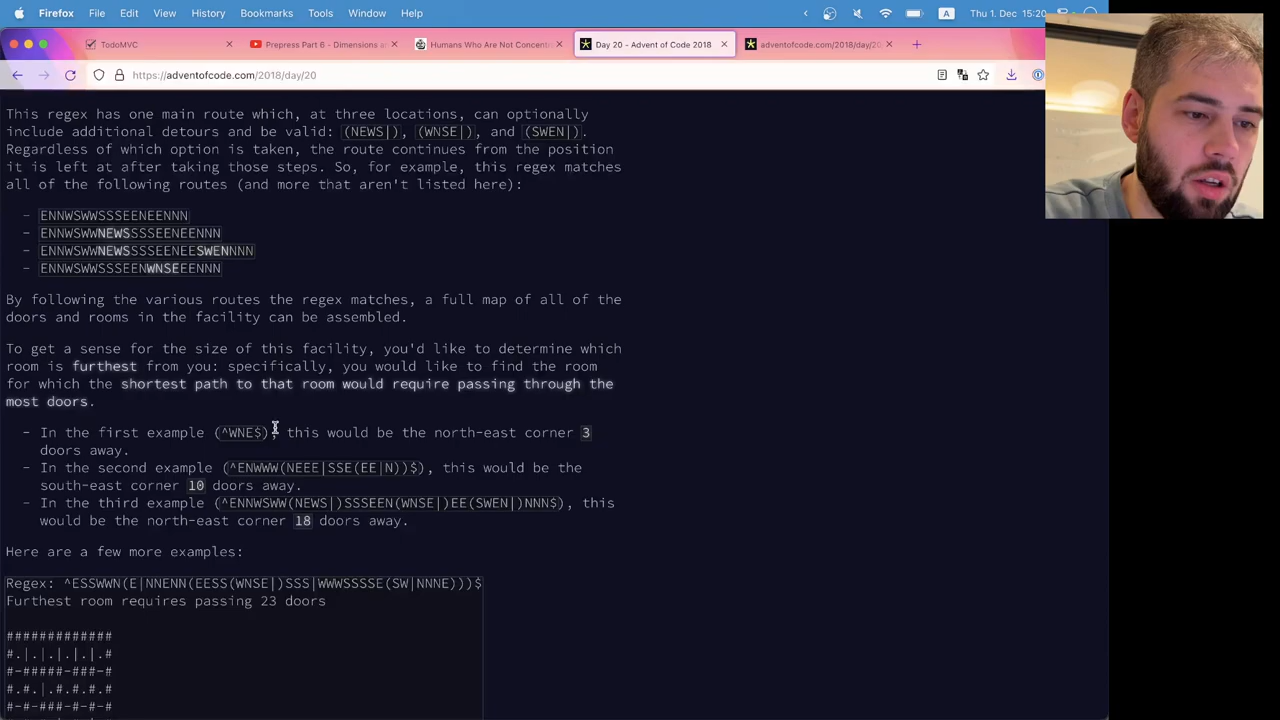 Firefox File Edit View History Bookmarks Tools Window Help A Thu 1. Dec 15:20
TodoMVC Prepress Part 6 - Dimensions a Humans Who Are Not Concent Day 20 - Advent of Code 2018 adventofcode.com/2018/day/20
https://adventofcode.com/2018/day/20
This regex has one main route which, at three locations, can optionally
include additional detours and be valid: (NEWS|), (WNSE|), and (SWEN|).
Regardless of which option is taken, the route continues from the position
it is left at after taking those steps. So, for example, this regex matches
all of the following routes (and more that aren't listed here):
- ENNWSWWSSSEENEENNN
- ENNWSWWNEWSSSSEENEENNN
- ENNWSWWNEWSSSSEENEESWENNNN
- ENNWSWWSSSEENWNSEEENNN
By following the various routes the regex matches, a full map of all of the
doors and rooms in the facility can be assembled.
To get a sense for the size of this facility, you'd like to determine which
room is furthest from you: specifically, you would like to find the room
for which the shortest path to that room would require passing through the
most doors.
- In the first example (^WNE$), this would be the north-east corner 3
doors away.
- In the second example (^ENWWW(NEEE|SSE(EE|N))$), this would be the
south-east corner 10 doors away.
- In the third example (^ENNWSWW(NEWS|)SSSEEN(WNSE|)EE(SWEN|)NNN$), this
would be the north-east corner 18 doors away.
Here are a few more examples:
Regex: ^ESSWWN(E|NNENN(EESS(WNSE|)SSS|WWWSSSSE(SW|NNNE)))$
Furthest room requires passing 23 doors
#############
#.|.|.|.|.|.#
#-#####-###-#
#.#.|.#.#.#.#
#-#-###-#-#-#